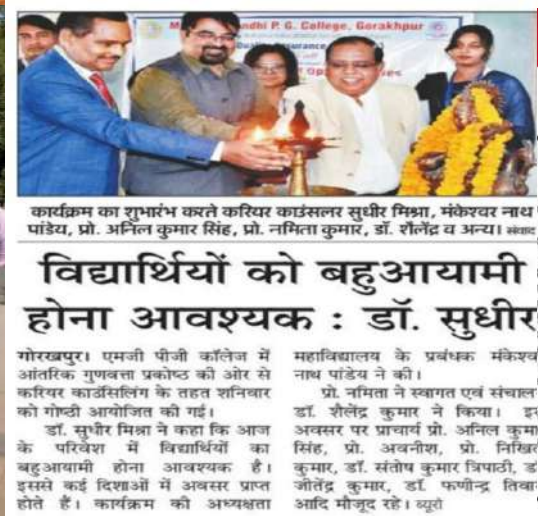 M Gandhi P. G. College, Gorakhpur
Quality Assurance
कार्यक्रम का शुभारंभ करते करियर काउंसलर सुधीर मिश्रा, मंकेश्वर नाथ
पांडेय, प्रो. अनिल कुमार सिंह, प्रो. नमिता कुमार, डॉ. शैलेंद्र व अन्य। संवाद
विद्यार्थियों को बहुआयामी
होना आवश्यक : डॉ. सुधीर
गोरखपुर। एमजी पीजी कॉलेज में
आंतरिक गुणवत्ता प्रकोष्ठ की ओर से
करियर काउंसिलिंग के तहत शनिवार
को गोष्ठी आयोजित की गई।
डॉ. सुधीर मिश्रा ने कहा कि आज
के परिवेश में विद्यार्थियों का
बहुआयामी होना आवश्यक है।
इससे कई दिशाओं में अवसर प्राप्त
होते हैं। कार्यक्रम की अध्यक्षता
महाविद्यालय के प्रबंधक मंकेश्व
नाथ पांडेय ने की।
प्रो. नमिता ने स्वागत एवं संचाल
डॉ. शैलेंद्र कुमार ने किया। इस
अवसर पर प्राचार्य प्रो. अनिल कुमा
सिंह, प्रो. अवनीश, प्रो. निखि
कुमार, डॉ. संतोष कुमार त्रिपाठी, डॉ
जीतेंद्र कुमार, डॉ. फणीन्द्र तिवा
आदि मौजूद रहे। ब्यूरो